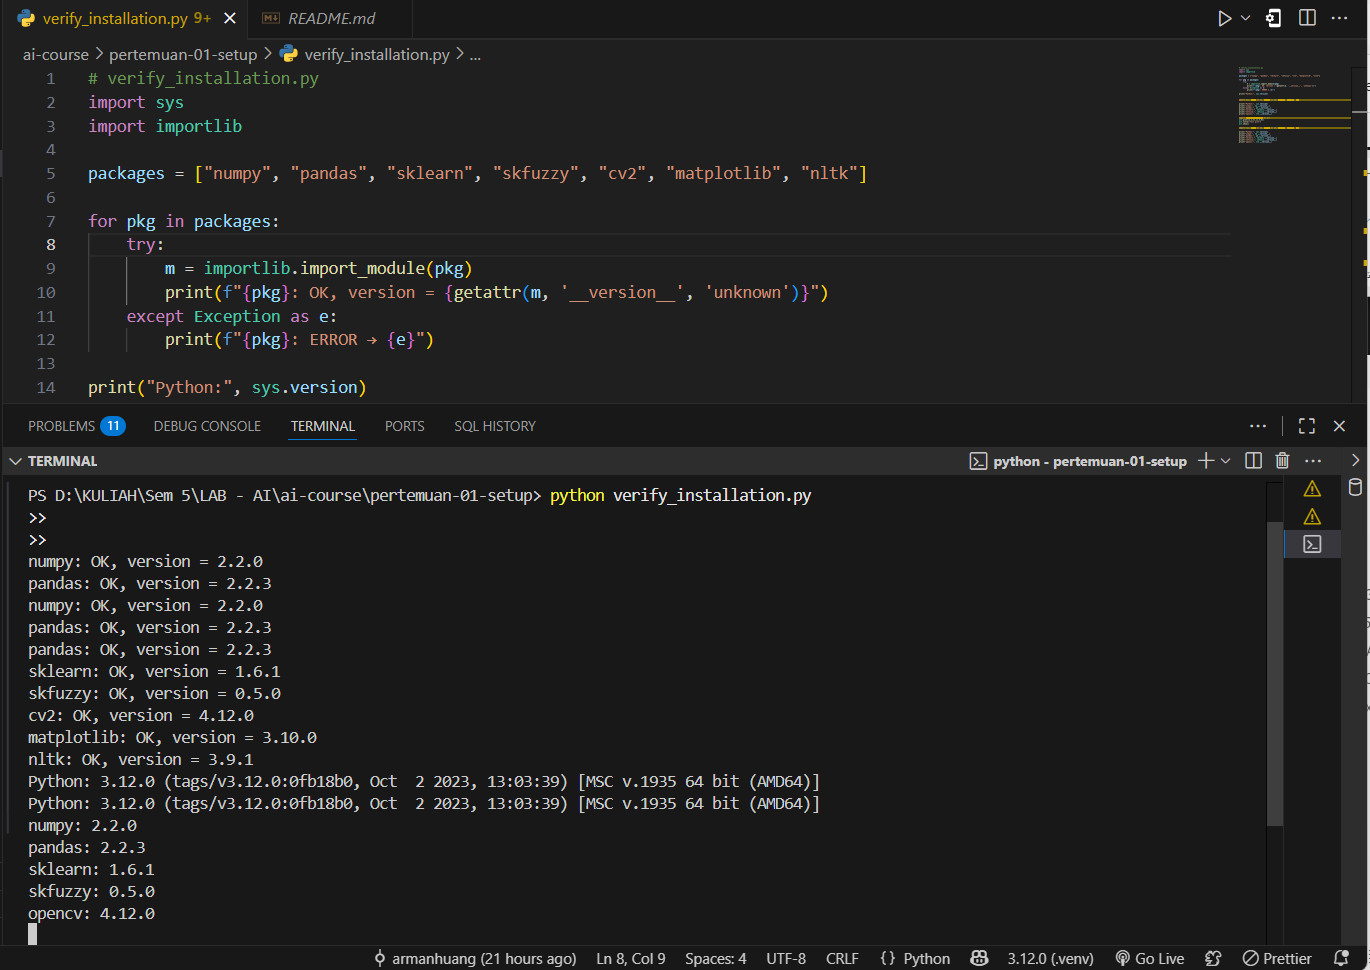 verify_installation.py 9+
README.md
ai-course > pertemuan-01-setup > verify_installation.py > ...
1 # verify_installation.py
2 import sys
3 import importlib
4
5 packages = ["numpy", "pandas", "sklearn", "skfuzzy", "cv2", "matplotlib", "nltk"]
6
7 for pkg in packages:
8 try:
9 m = importlib.import_module(pkg)
10 print(f"{pkg}: OK, version = {getattr(m, '__version__', 'unknown')}")
11 except Exception as e:
12 print(f"{pkg}: ERROR → {e}")
13
14 print("Python:", sys.version)
PROBLEMS 11 DEBUG CONSOLE TERMINAL PORTS SQL HISTORY
TERMINAL
python - pertemuan-01-setup
PS D:\KULIAH\Sem 5\LAB - AI\ai-course\pertemuan-01-setup> python verify_installation.py
>>
>>
numpy: OK, version = 2.2.0
pandas: OK, version = 2.2.3
numpy: OK, version = 2.2.0
pandas: OK, version = 2.2.3
pandas: OK, version = 2.2.3
sklearn: OK, version = 1.6.1
skfuzzy: OK, version = 0.5.0
cv2: OK, version = 4.12.0
matplotlib: OK, version = 3.10.0
nltk: OK, version = 3.9.1
Python: 3.12.0 (tags/v3.12.0:0fb18b0, Oct  2 2023, 13:03:39) [MSC v.1935 64 bit (AMD64)]
Python: 3.12.0 (tags/v3.12.0:0fb18b0, Oct  2 2023, 13:03:39) [MSC v.1935 64 bit (AMD64)]
numpy: 2.2.0
pandas: 2.2.3
sklearn: 1.6.1
skfuzzy: 0.5.0
opencv: 4.12.0
armanhuang (21 hours ago) Ln 8, Col 9 Spaces: 4 UTF-8 CRLF {} Python 3.12.0 (.venv) Go Live Prettier